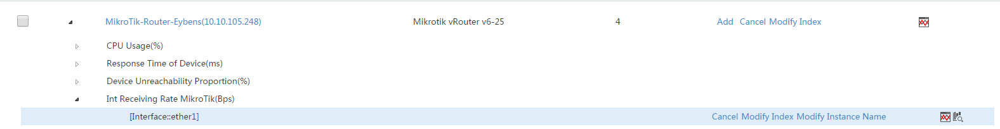 MikroTik-Router-Eybens(10.10.105.248) Mikrotik vRouter v6-25 4 Add Cancel Modify Index
CPU Usage(%)
Response Time of Device(ms)
Device Unreachability Proportion(%)
Int Receiving Rate MikroTik(Bps)
[Interface::ether1] Cancel Modify Index Modify Instance Name